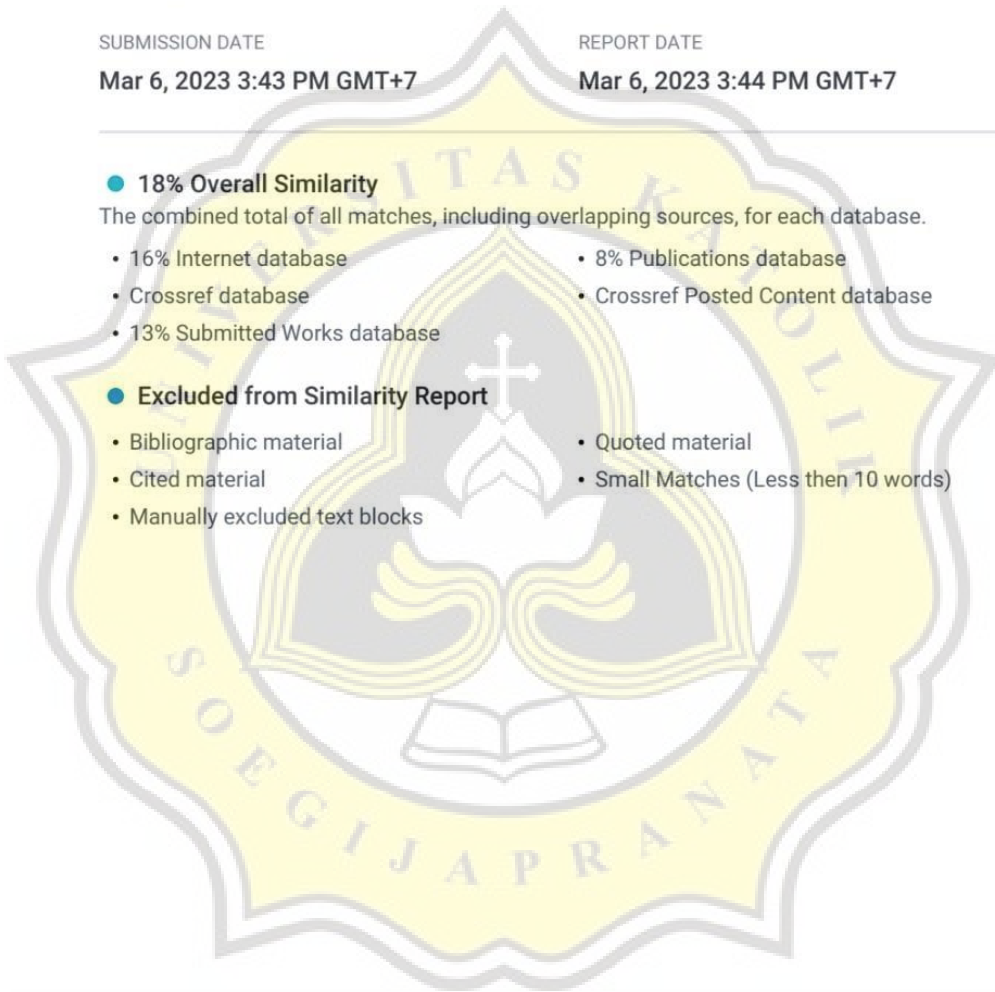 SUBMISSION DATE
REPORT DATE
Mar 6, 2023 3:43 PM GMT+7
Mar 6, 2023 3:44 PM GMT+7
18% Overall Similarity
The combined total of all matches, including overlapping sources, for each database.
• 16% Internet database
• 8% Publications database
• Crossref database
• Crossref Posted Content database
• 13% Submitted Works database
Excluded from Similarity Report
• Bibliographic material
• Quoted material
• Cited material
• Small Matches (Less then 10 words)
• Manually excluded text blocks
UNIVERSITAS KATOLIK
SOEGIJAPRANATA